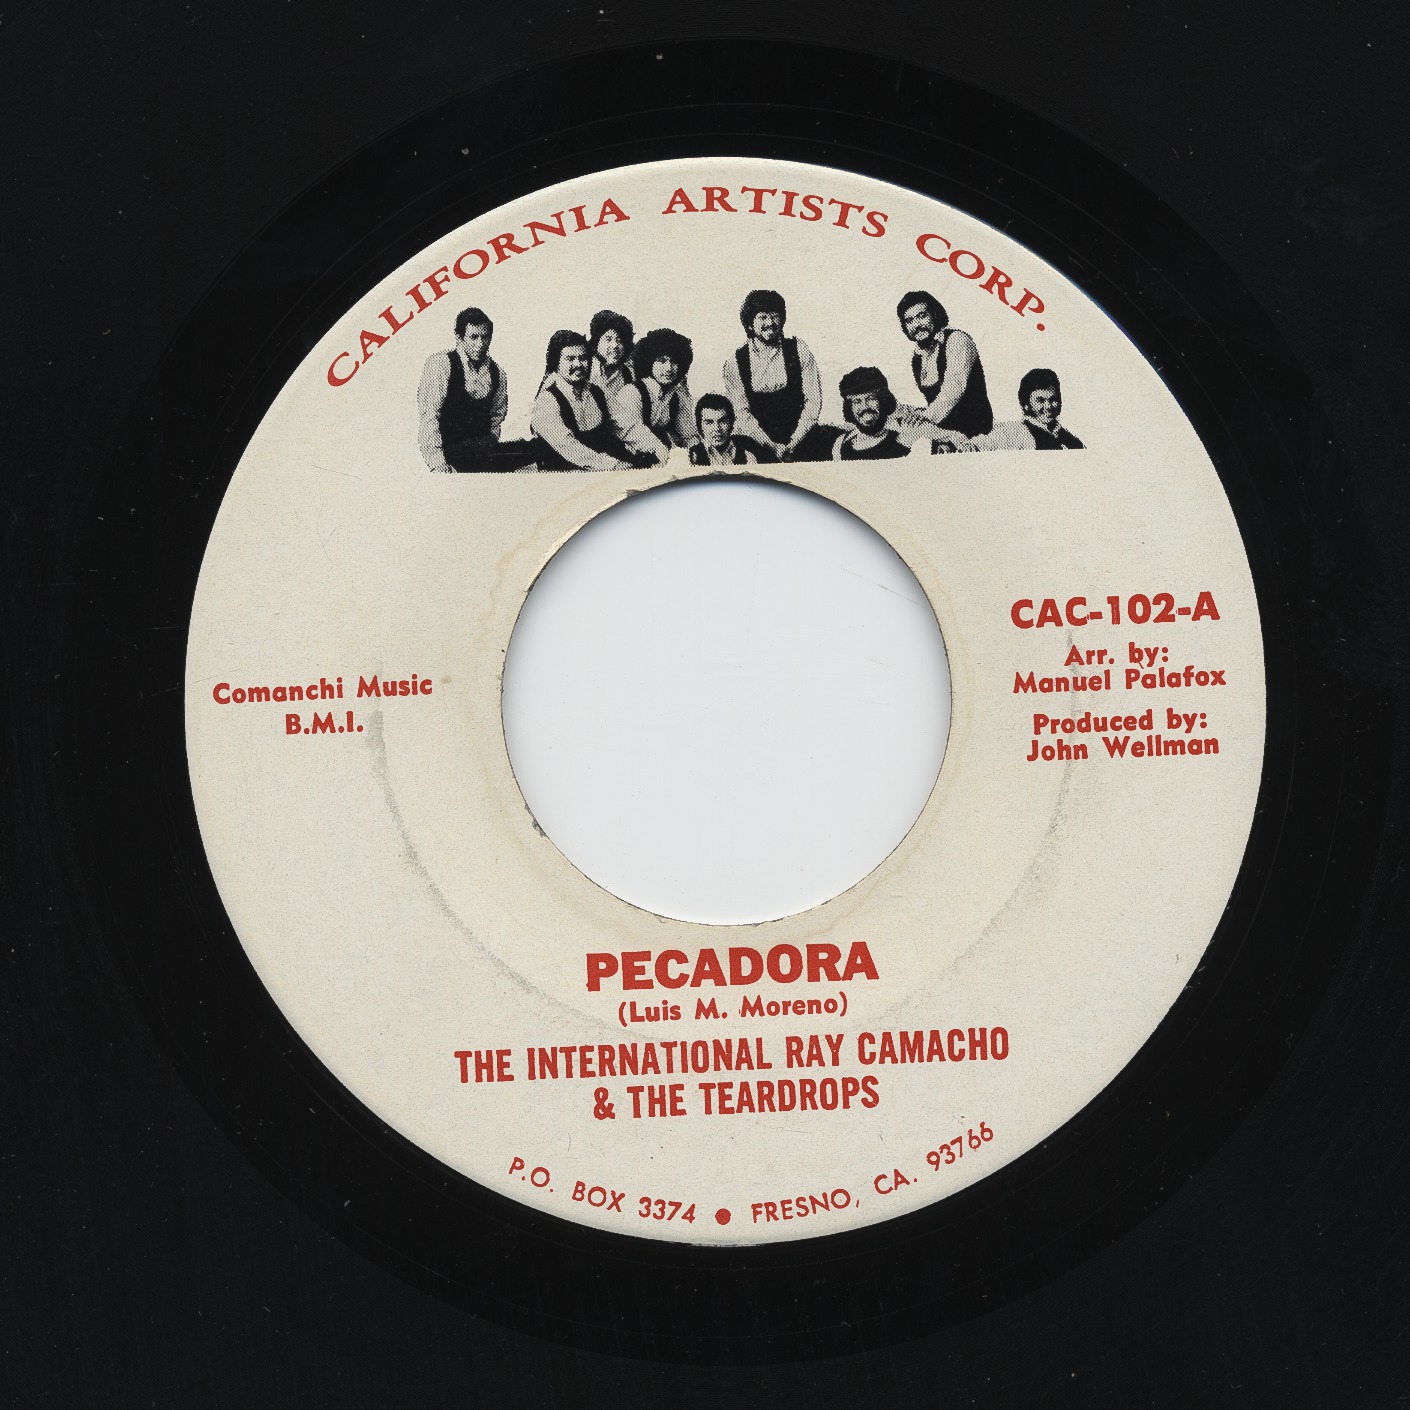 CALIFORNIA ARTISTS CORP.
CAC-102-A
Arr. by:
Manuel Palafox
Produced by:
John Wellman
Comanchi Music
B.M.I.
PECADORA
(Luis M. Moreno)
THE INTERNATIONAL RAY CAMACHO
& THE TEARDROPS
P.O. BOX 3374 ● FRESNO, CA. 93766